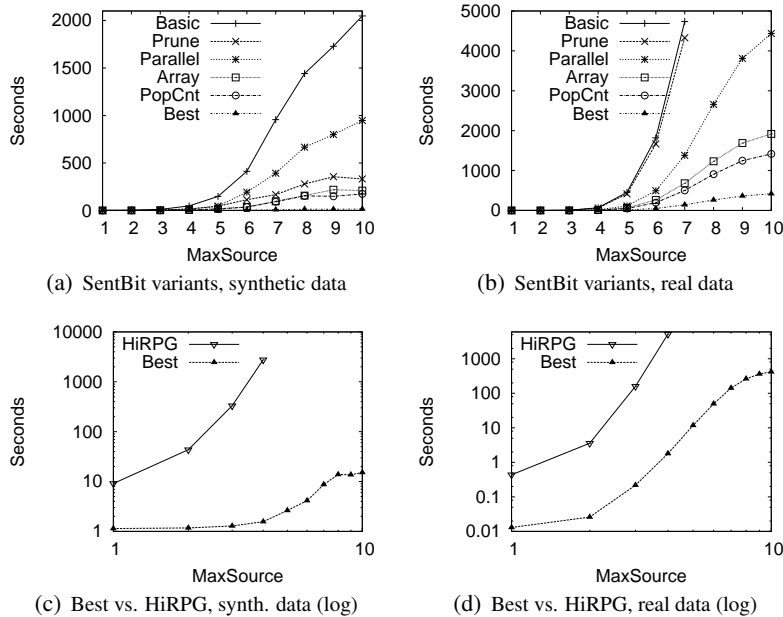 2000
1500
1000
500
0
Seconds
Basic
Prune
Parallel
Array
PopCnt
Best
1 2 3 4 5 6 7 8 9 10
MaxSource
(a) SentBit variants, synthetic data
5000
4000
3000
2000
1000
0
Seconds
Basic
Prune
Parallel
Array
PopCnt
Best
1 2 3 4 5 6 7 8 9 10
MaxSource
(b) SentBit variants, real data
10000
1000
100
10
1
Seconds
HiRPG
Best
1 10
MaxSource
(c) Best vs. HiRPG, synth. data (log)
1000
100
10
1
0.1
0.01
Seconds
HiRPG
Best
1 10
MaxSource
(d) Best vs. HiRPG, real data (log)